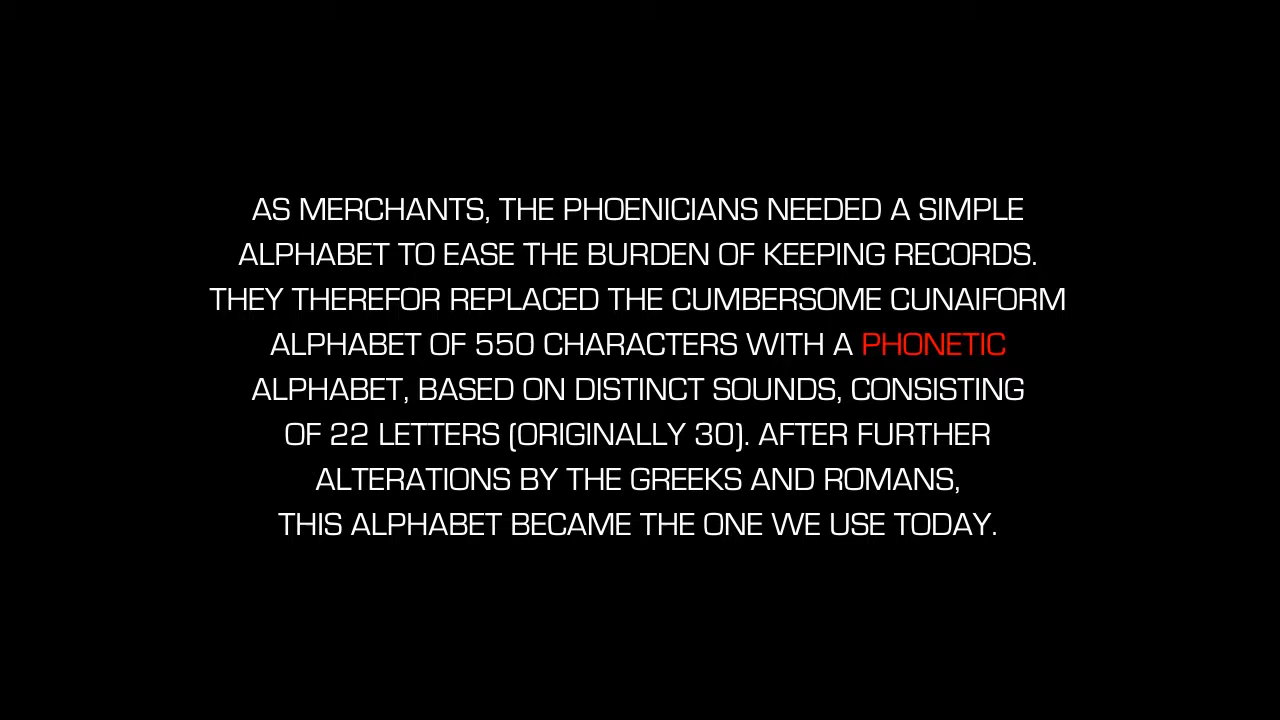 AS MERCHANTS, THE PHOENICIANS NEEDED A SIMPLE
ALPHABET TO EASE THE BURDEN OF KEEPING RECORDS.
THEY THEREFOR REPLACED THE CUMBERSOME CUNAIFORM
ALPHABET OF 550 CHARACTERS WITH A PHONETIC
ALPHABET, BASED ON DISTINCT SOUNDS, CONSISTING
OF 22 LETTERS (ORIGINALLY 30). AFTER FURTHER
ALTERATIONS BY THE GREEKS AND ROMANS,
THIS ALPHABET BECAME THE ONE WE USE TODAY.